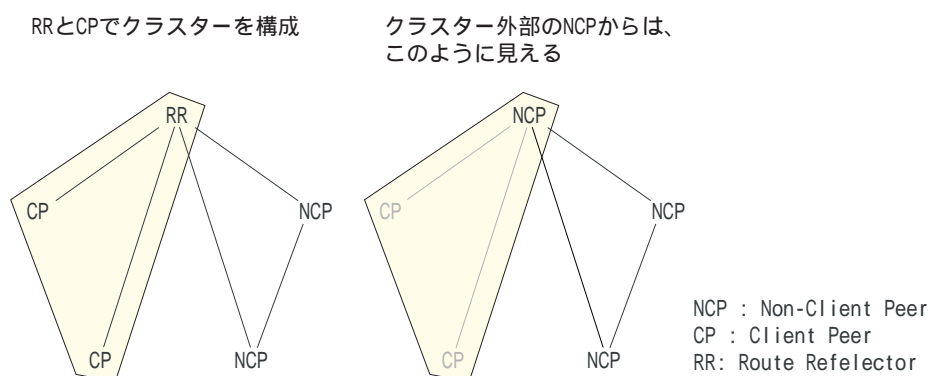 RRとCPでクラスターを構成
クラスター外部のNCPからは、
このように見える
RR
CP
NCP
CP
NCP
NCP
CP
NCP
CP
NCP
NCP : Non-Client Peer
CP : Client Peer
RR: Route Refelector